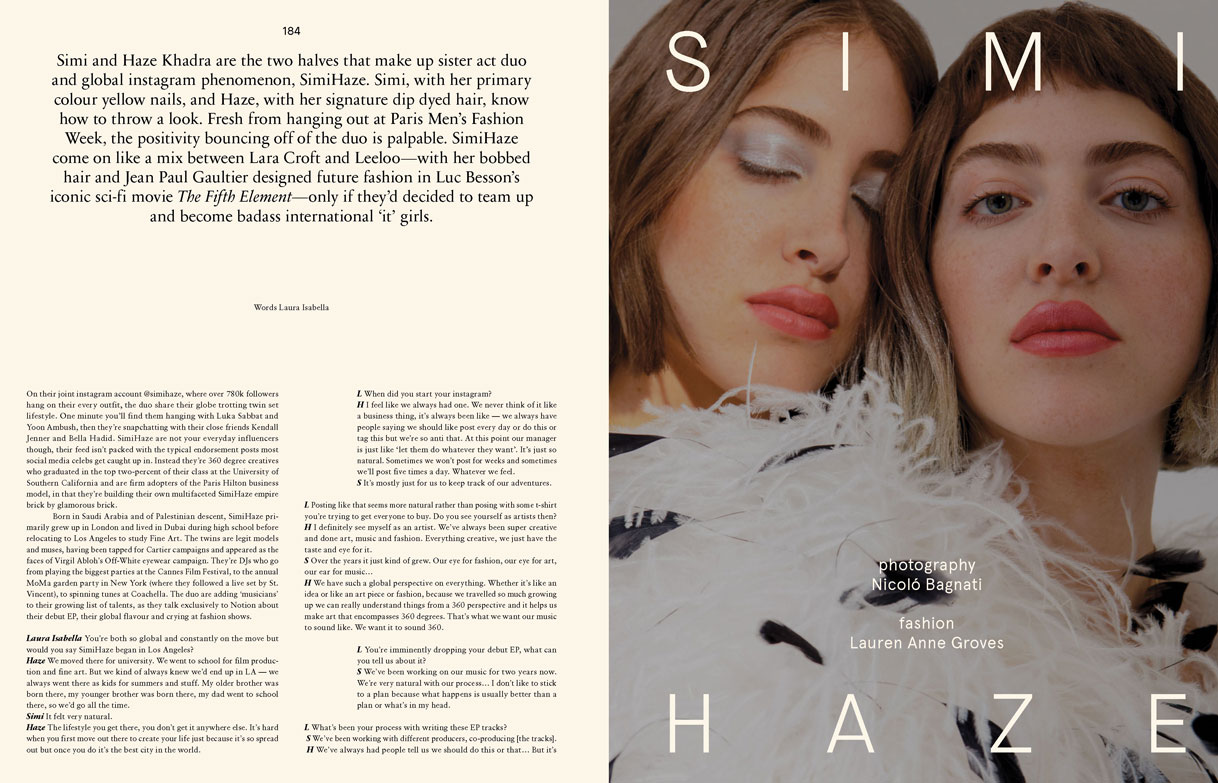 184
Simi and Haze Khadra are the two halves that make up sister act duo
and global instagram phenomenon, SimiHaze. Simi, with her primary
colour yellow nails, and Haze, with her signature dip dyed hair, know
how to throw a look. Fresh from hanging out at Paris Men’s Fashion
Week, the positivity bouncing off of the duo is palpable. SimiHaze
come on like a mix between Lara Croft and Leeloo—with her bobbed
hair and Jean Paul Gaultier designed future fashion in Luc Besson’s
iconic sci-fi movie The Fifth Element—only if they’d decided to team up
and become badass international ‘it’ girls.
Words Laura Isabella
On their joint instagram account @simihaze, where over 780k followers
hang on their every outfit, the duo share their globe trotting twin set
lifestyle. One minute you’ll find them hanging with Luka Sabbat and
Yoon Ambush, then they’re snapchatting with their close friends Kendall
Jenner and Bella Hadid. SimiHaze are not your everyday influencers
though, their feed isn’t packed with the typical endorsement posts most
social media celebs get caught up in. Instead they’re 360 degree creatives
who graduated in the top two-percent of their class at the University of
Southern California and are firm adopters of the Paris Hilton business
model, in that they’re building their own multifaceted SimiHaze empire
brick by glamorous brick.
Born in Saudi Arabia and of Palestinian descent, SimiHaze pri-
marily grew up in London and lived in Dubai during high school before
relocating to Los Angeles to study Fine Art. The twins are legit models
and muses, having been tapped for Cartier campaigns and appeared as the
faces of Virgil Abloh’s Off-White eyewear campaign. They’re DJs who go
from playing the biggest parties at the Cannes Film Festival, to the annual
MoMa garden party in New York (where they followed a live set by St.
Vincent), to spinning tunes at Coachella. The duo are adding ‘musicians’
to their growing list of talents, as they talk exclusively to Notion about
their debut EP, their global flavour and crying at fashion shows.
Laura Isabella You’re both so global and constantly on the move but
would you say SimiHaze began in Los Angeles?
Haze We moved there for university. We went to school for film produc-
tion and fine art. But we kind of always knew we’d end up in LA — we
always went there as kids for summers and stuff. My older brother was
born there, my younger brother was born there, my dad went to school
there, so we’d go all the time.
Simi It felt very natural.
Haze The lifestyle you get there, you don’t get it anywhere else. It’s hard
when you first move out there to create your life just because it’s so spread
out but once you do it’s the best city in the world.
L When did you start your instagram?
H I feel like we always had one. We never think of it like
a business thing, it’s always been like — we always have
people saying we should like post every day or do this or
tag this but we’re so anti that. At this point our manager
is just like ‘let them do whatever they want’. It’s just so
natural. Sometimes we won’t post for weeks and sometimes
we’ll post five times a day. Whatever we feel.
S It’s mostly just for us to keep track of our adventures.
L Posting like that seems more natural rather than posing with some t-shirt
you’re trying to get everyone to buy. Do you see yourself as artists then?
H I definitely see myself as an artist. We’ve always been super creative
and done art, music and fashion. Everything creative, we just have the
taste and eye for it.
S Over the years it just kind of grew. Our eye for fashion, our eye for art,
our ear for music…
H We have such a global perspective on everything. Whether it’s like an
idea or like an art piece or fashion, because we travelled so much growing
up we can really understand things from a 360 perspective and it helps us
make art that encompasses 360 degrees. That’s what we want our music
to sound like. We want it to sound 360.
L You’re imminently dropping your debut EP, what can
you tell us about it?
S We’ve been working on our music for two years now.
We’re very natural with our process… I don’t like to stick
to a plan because what happens is usually better than a
plan or what’s in my head.
L What’s been your process with writing these EP tracks?
S We’ve been working with different producers, co-producing [the tracks].
H We’ve always had people tell us we should do this or that… But it’s
SIMI
photography
Nicoló Bagnati
fashion
Lauren Anne Groves
HAZE